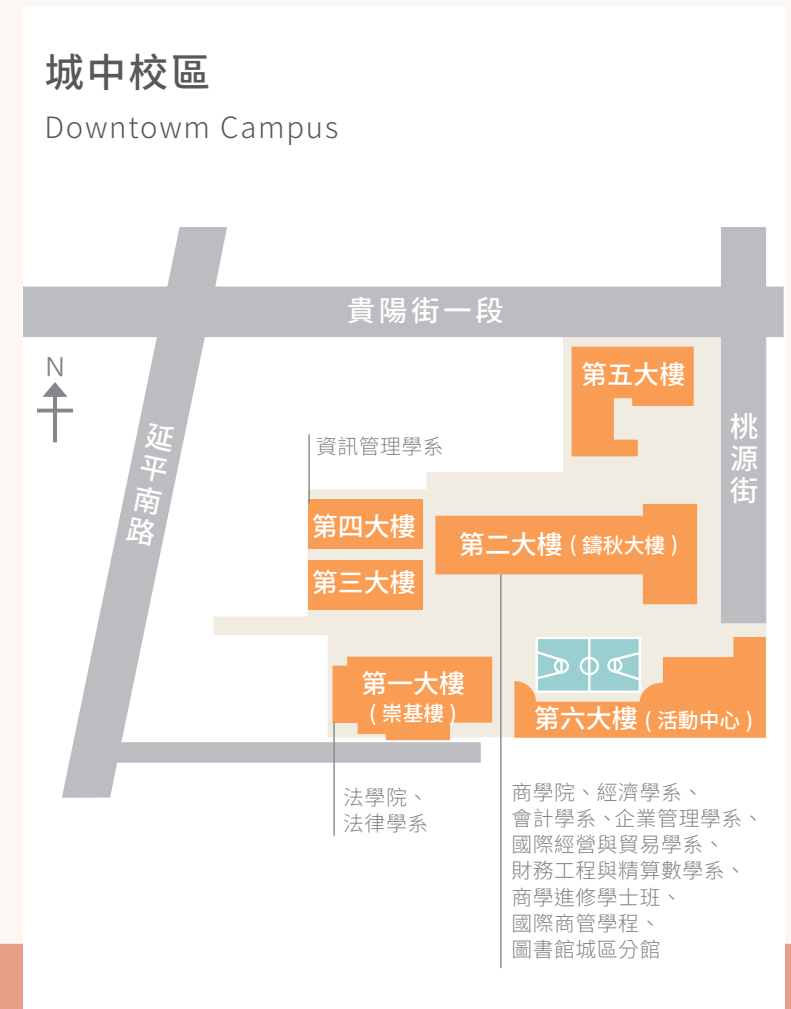 城中校區
Downtowm Campus
貴陽街一段
N
第五大樓
延平南路
桃源街
資訊管理學系
第四大樓
第二大樓 ( 鑄秋大樓 )
第三大樓
第一大樓
( 崇基樓 )
第六大樓 ( 活動中心 )
法學院、
法律學系
商學院、經濟學系、
會計學系、企業管理學系、
國際經營與貿易學系、
財務工程與精算數學系、
商學進修學士班、
國際商管學程、
圖書館城區分館